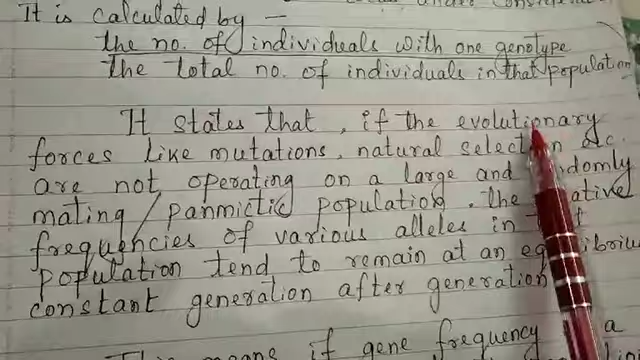 It is calculated by –
the no. of individuals with one genotype
the total no. of individuals in that population
It states that, if the evolutionary
forces like mutations, natural etc.
are not operating on a large and
mating / panmictic population, the
frequencies of various alleles in
population tend to remain at an
constant generation after generation
means if gene frequency a